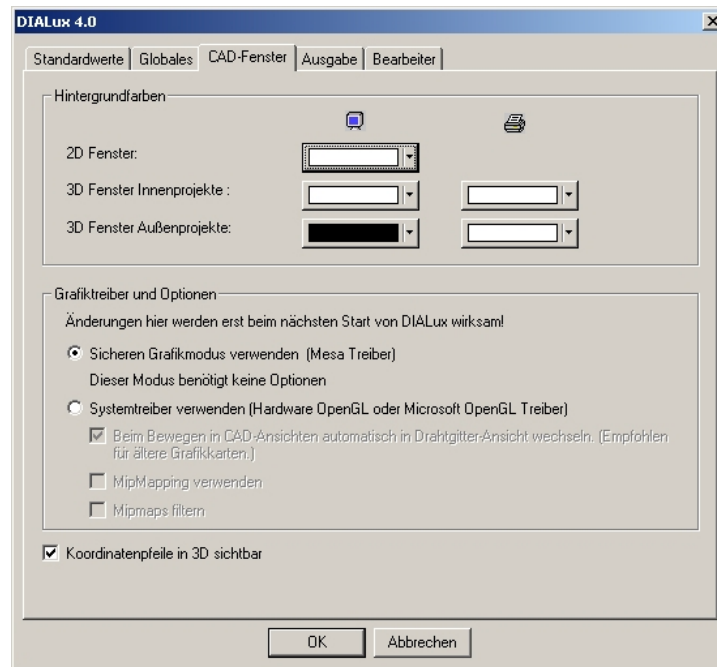 DIALux 4.0
Standardwerte Globales CAD-Fenster Ausgabe Bearbeiter
Hintergrundfarben
2D Fenster:
3D Fenster Innenprojekte :
3D Fenster Außenprojekte:
Grafiktreiber und Optionen
Änderungen hier werden erst beim nächsten Start von DIALux wirksam!
Sicheren Grafikmodus verwenden (Mesa Treiber)
Dieser Modus benötigt keine Optionen
Systemtreiber verwenden (Hardware OpenGL oder Microsoft OpenGL Treiber)
Beim Bewegen in CAD-Ansichten automatisch in Drahtgitter-Ansicht wechseln. (Empfohlen
für ältere Grafikkarten.)
MipMapping verwenden
Mipmaps filtern
Koordinatenpfeile in 3D sichtbar
OK Abbrechen